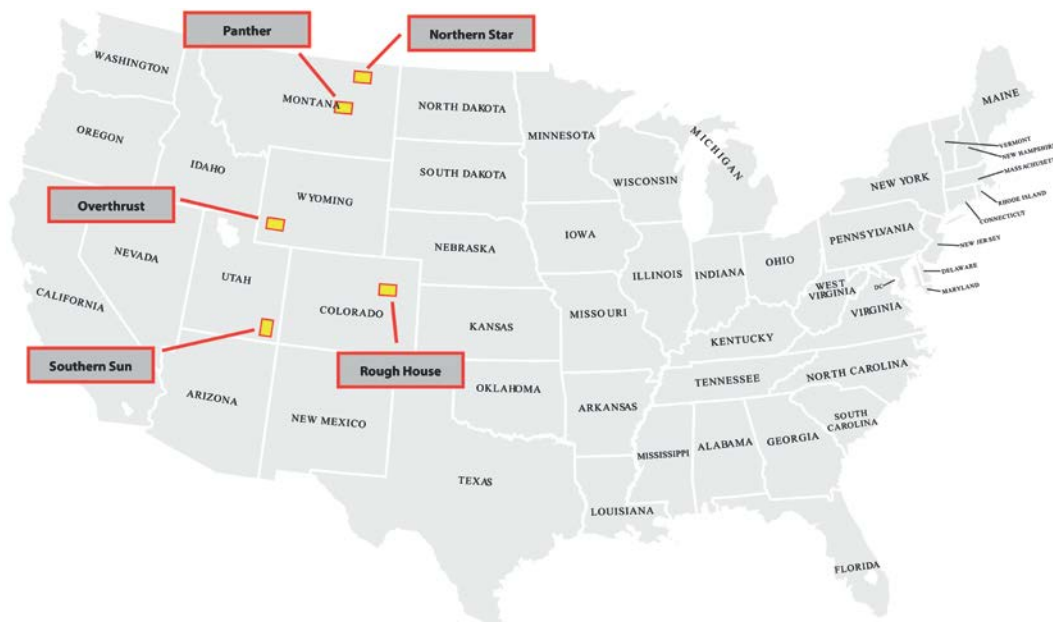 Panther
Northern Star
WASHINGTON
MONTANA
NORTH DAKOTA
MINNESOTA
MICHIGAN
MAINE
OREGON
IDAHO
SOUTH DAKOTA
WISCONSIN
VERMONT
NEW HAMPSHIRE
MASSACHUSETTS
NEW YORK
RHODE ISLAND
CONNECTICUT
Overthrust
WYOMING
NEBRASKA
IOWA
PENNSYLVANIA
NEW JERSEY
NEVADA
UTAH
ILLINOIS
INDIANA
OHIO
DELAWARE
WEST
VIRGINIA
DC
MARYLAND
CALIFORNIA
COLORADO
KANSAS
MISSOURI
VIRGINIA
KENTUCKY
Southern Sun
Rough House
ARIZONA
NEW MEXICO
OKLAHOMA
ARKANSAS
TENNESSEE
NORTH CAROLINA
SOUTH
CAROLINA
MISSISSIPPI
ALABAMA
GEORGIA
TEXAS
LOUISIANA
FLORIDA